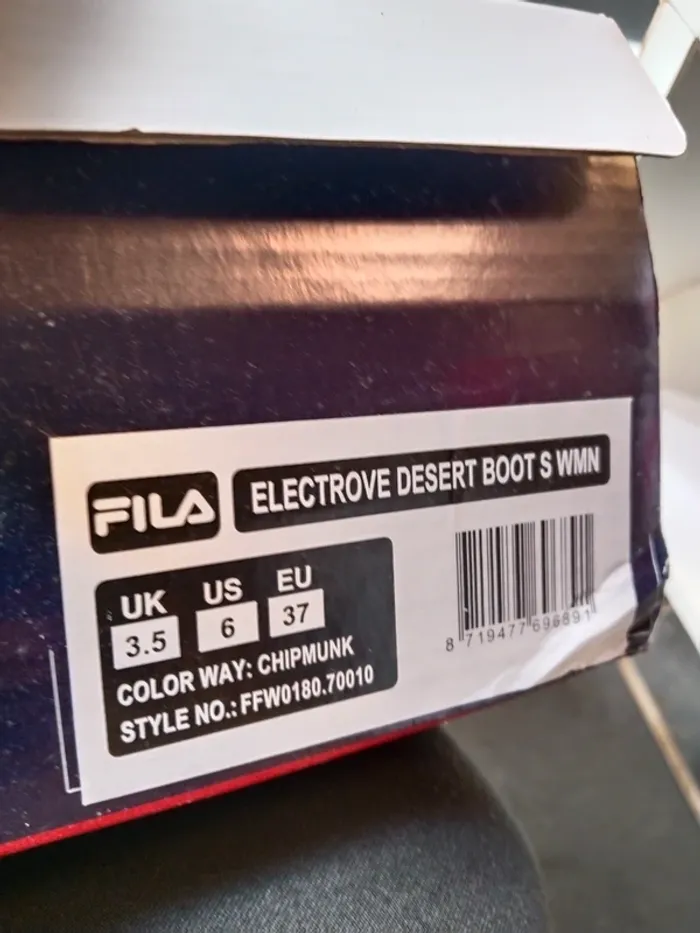 FILA
ELECTROVE DESERT BOOT S WMN
UK US EU
3.5 6 37
COLOR WAY: CHIPMUNK
STYLE NO.: FFW0180.70010
8 719477 696891